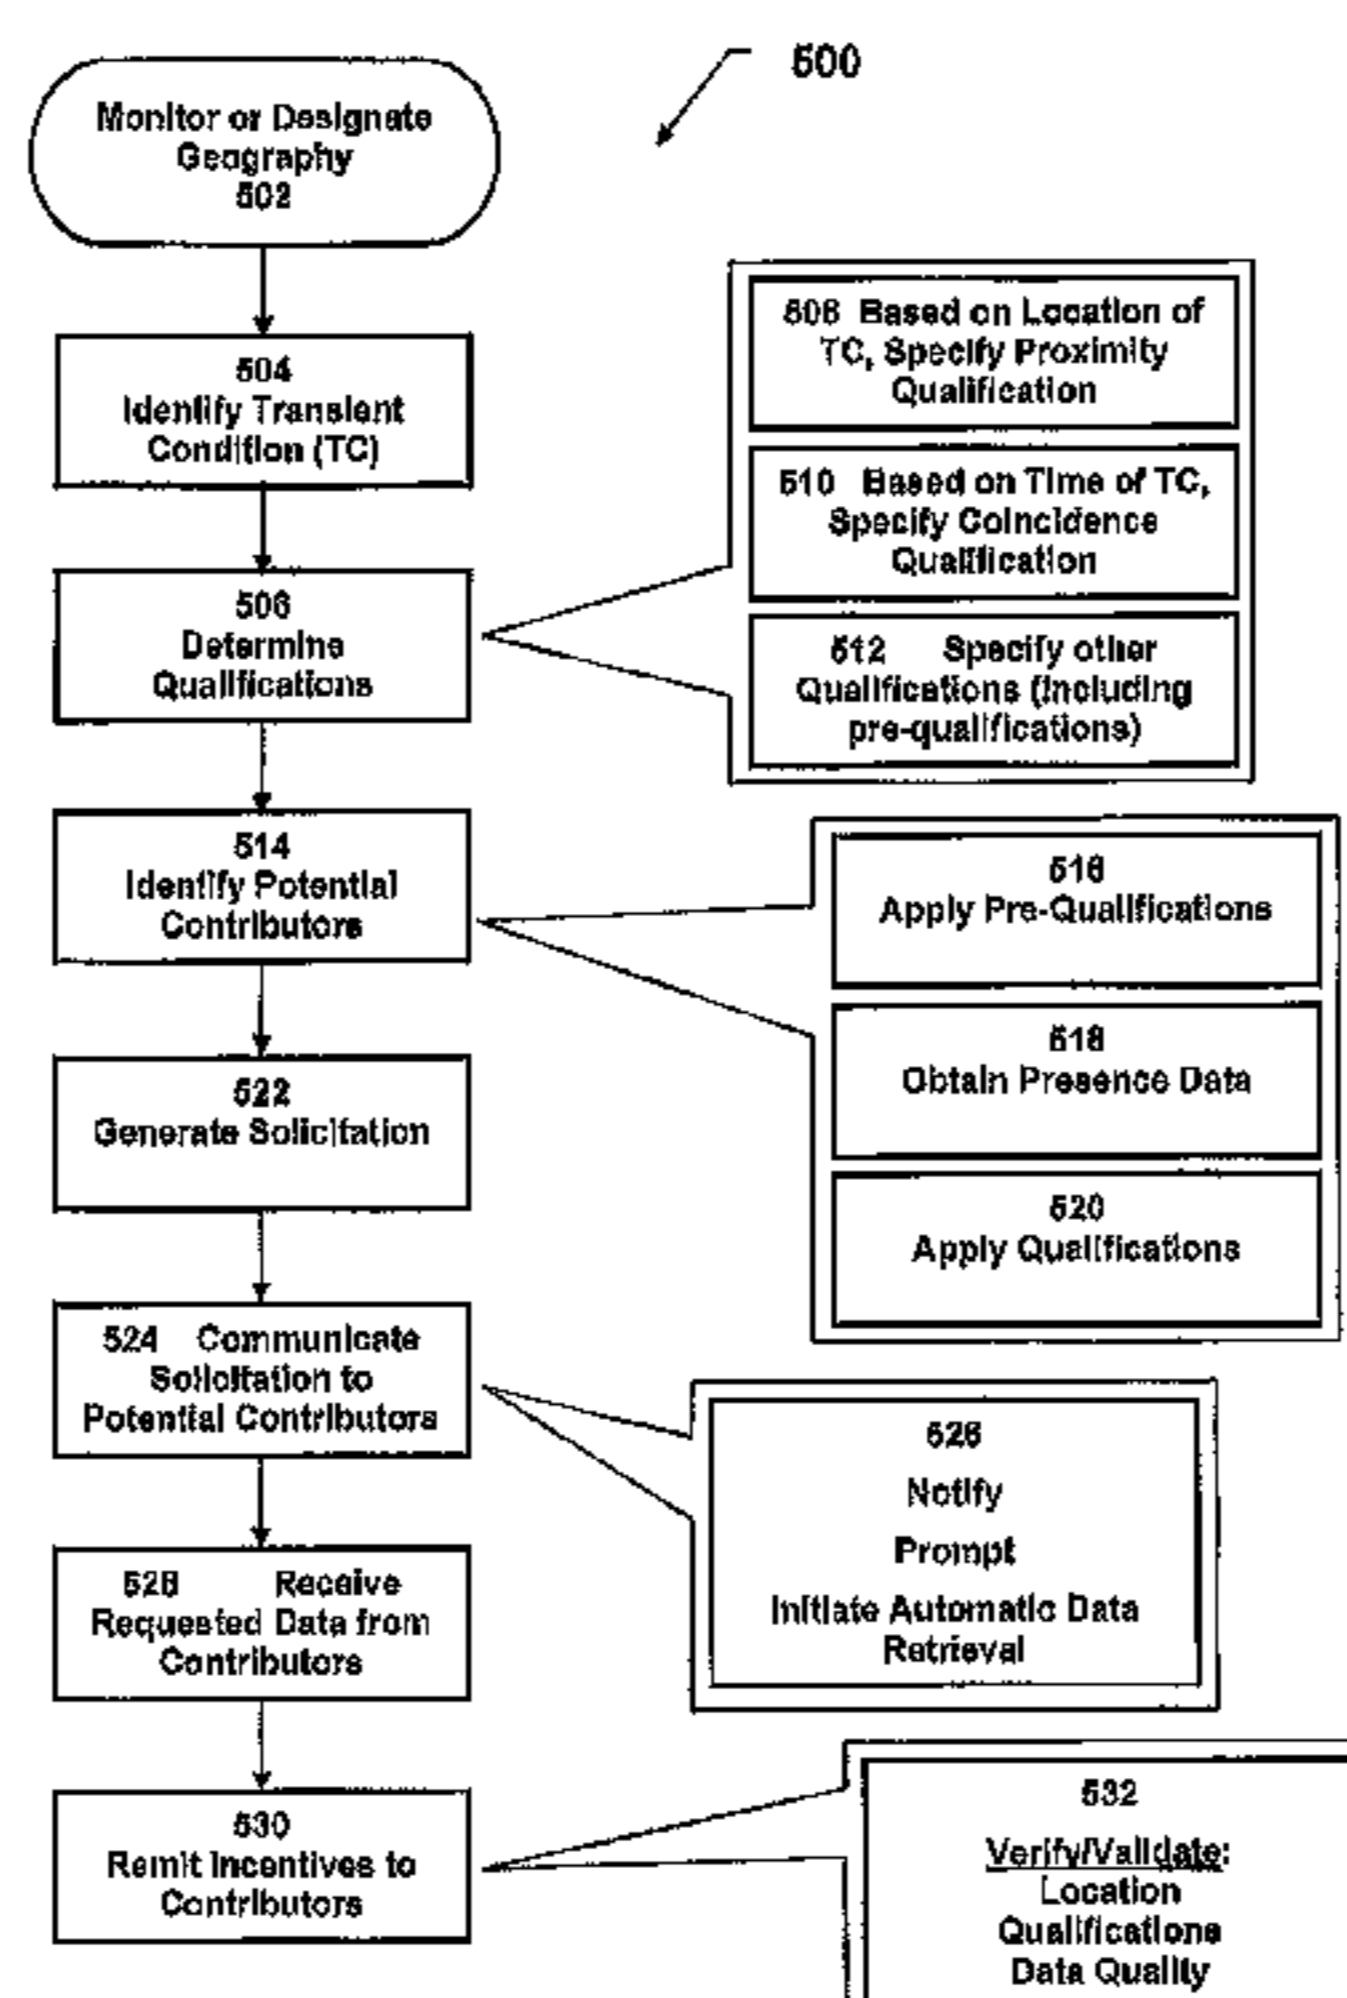 500
Monitor or Designate
Geography
502
504
Identify Transient
Condition (TC)
506
Determine
Qualifications
508 Based on Location of
TC, Specify Proximity
Qualification
510 Based on Time of TC,
Specify Coincidence
Qualification
512 Specify other
Qualifications (including
pre-qualifications)
514
Identify Potential
Contributors
516
Apply Pre-Qualifications
518
Obtain Presence Data
520
Apply Qualifications
522
Generate Solicitation
524 Communicate
Solicitation to
Potential Contributors
526
Notify
Prompt
Initiate Automatic Data
Retrieval
528 Receive
Requested Data from
Contributors
530
Remit Incentives to
Contributors
532
Verify/Validate:
Location
Qualifications
Data Quality